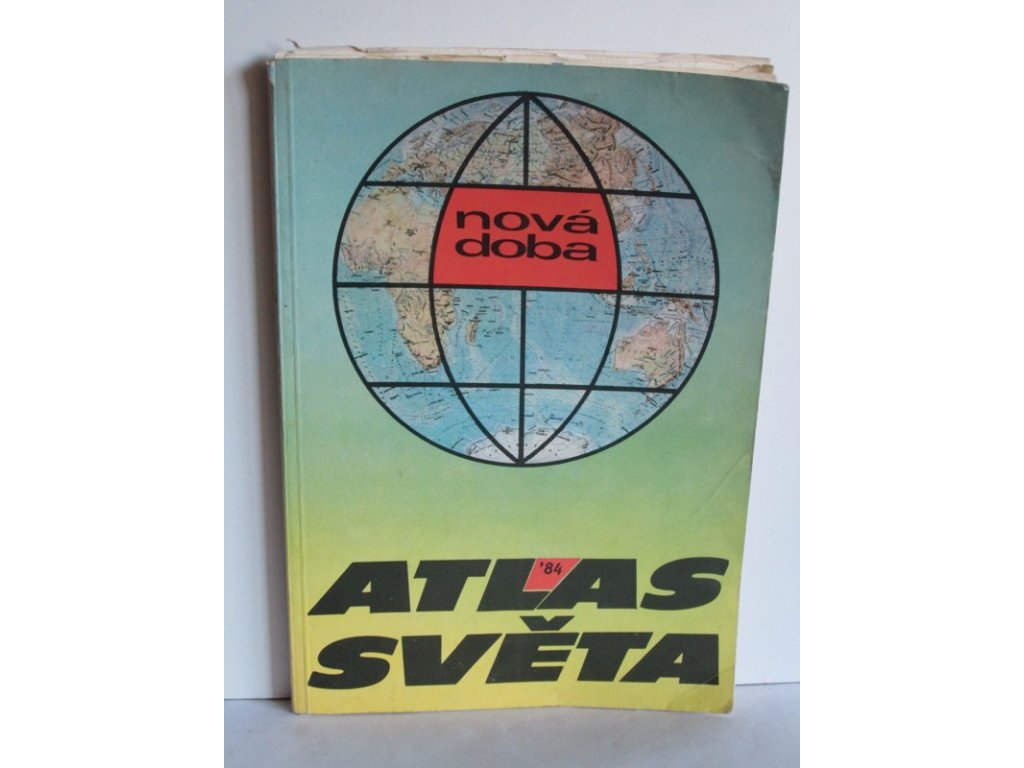 nová
doba
'84
ATLAS
SVĚTA